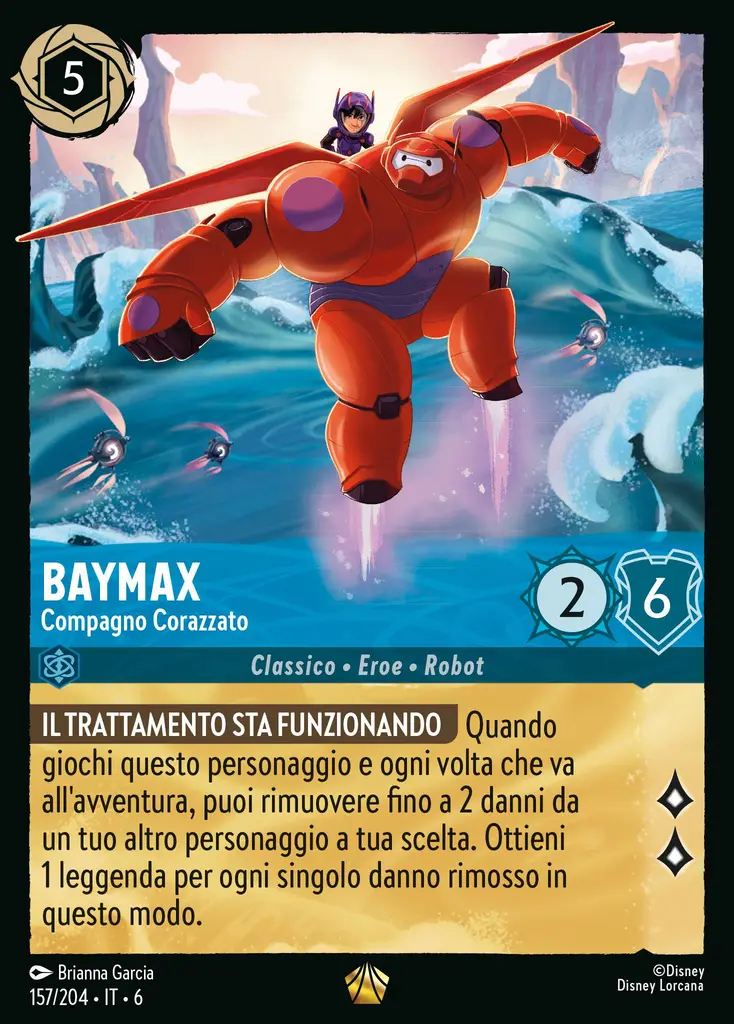 5
BAYMAX
Compagno Corazzato
2
6
Classico • Eroe • Robot
IL TRATTAMENTO STA FUNZIONANDO Quando
giochi questo personaggio e ogni volta che va
all'avventura, puoi rimuovere fino a 2 danni da
un tuo altro personaggio a tua scelta. Ottieni
1 leggenda per ogni singolo danno rimosso in
questo modo.
Brianna Garcia
157/204 • IT • 6
©Disney
Disney Lorcana